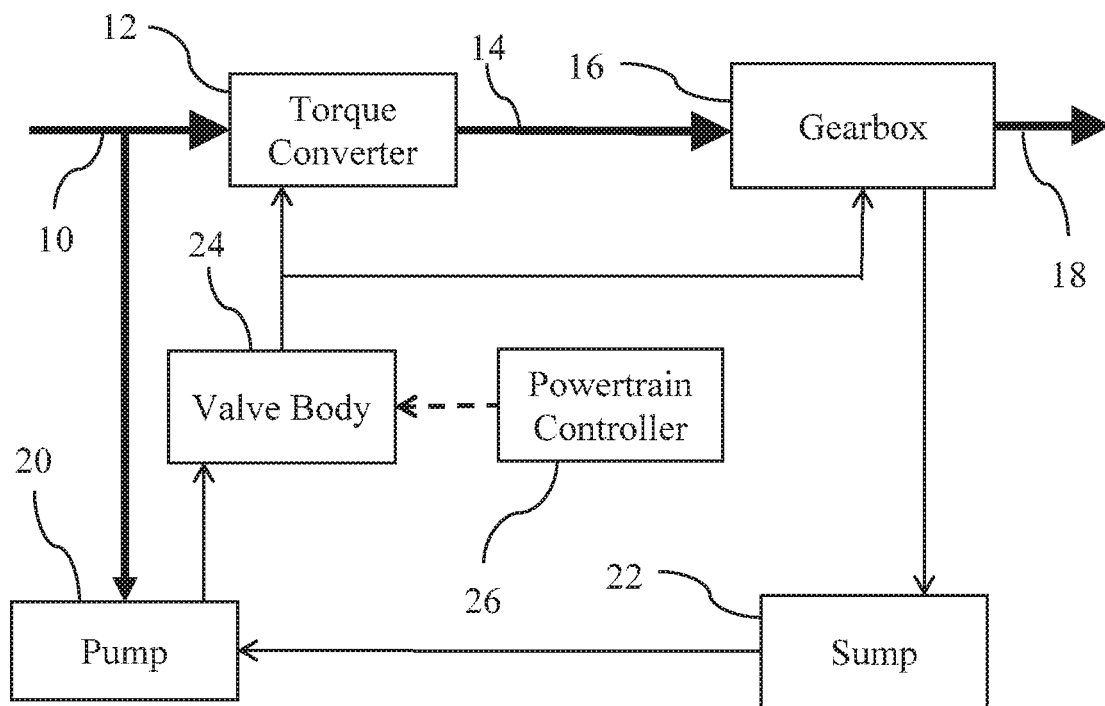 12
14
16
Torque
Converter
Gearbox
10
24
18
Valve Body
Powertrain
Controller
20
26
22
Pump
Sump